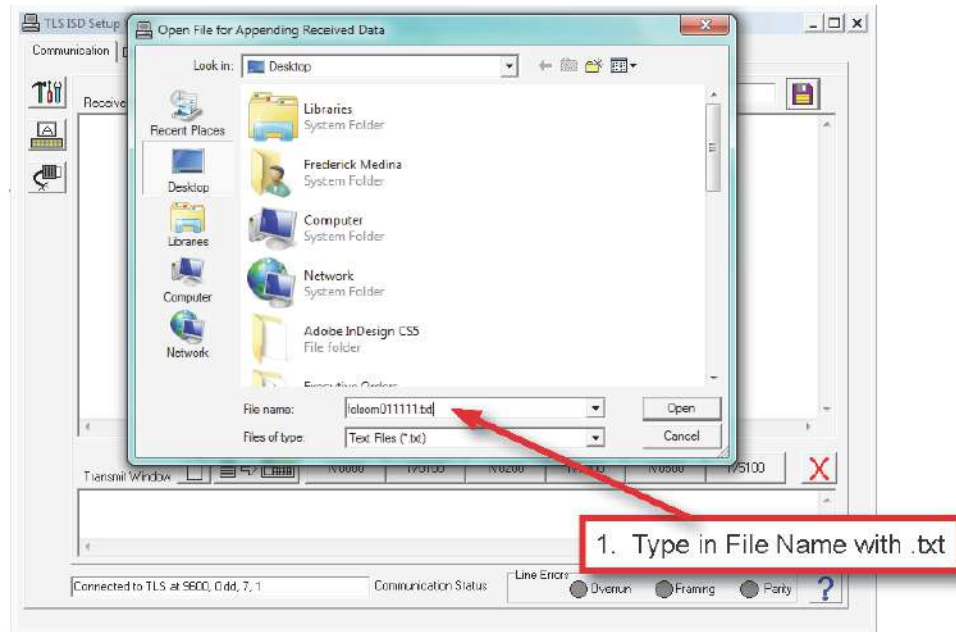 TLS ISD Setup
Open File for Appending Received Data
Communication
Look in:
Desktop
Receive
Recent Places
Desktop
Libraries
Computer
Network
Libraries
System Folder
Frederick Medina
System Folder
Computer
System Folder
Network
System Folder
Adobe InDesign CS5
File folder
Executive Orders
File name:
folsom011111.txt
Open
Files of type:
Text Files (*.txt)
Cancel
Transmit Window
1. Type in File Name with .txt
Connected to TLS at 9600, Odd, 7, 1
Communication Status
Line Errors
Overrun
Framing
Parity
?